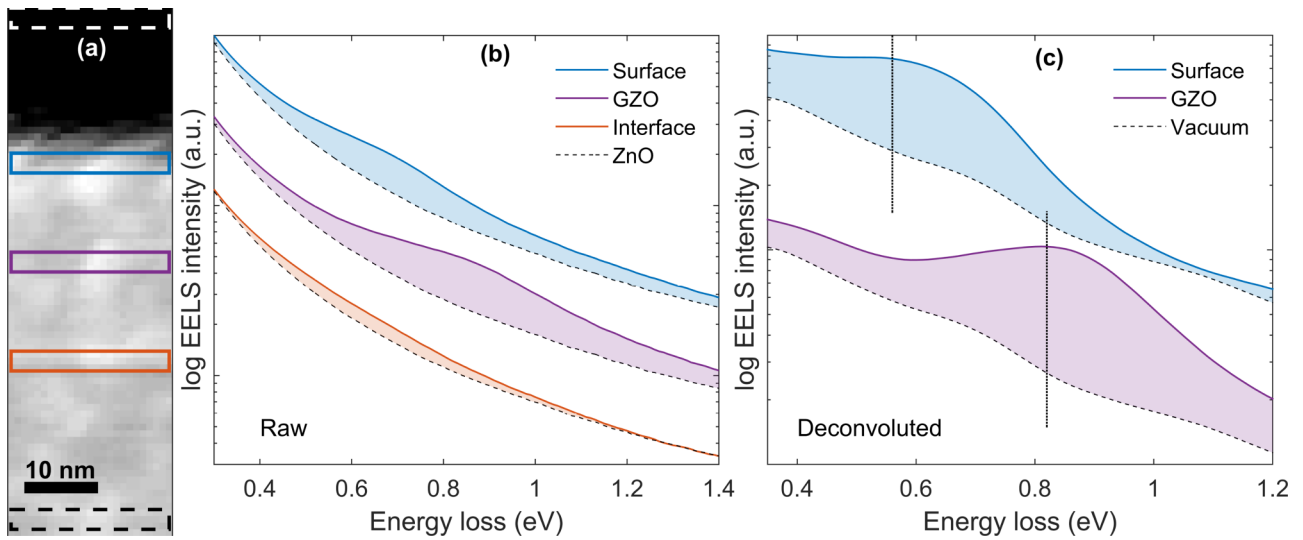 (a)
10 nm
(b)
Surface
GZO
Interface
ZnO
Raw
log EELS intensity (a.u.)
0.4 0.6 0.8 1 1.2 1.4
Energy loss (eV)
(c)
Surface
GZO
Vacuum
Deconvoluted
log EELS intensity (a.u.)
0.4 0.6 0.8 1 1.2
Energy loss (eV)